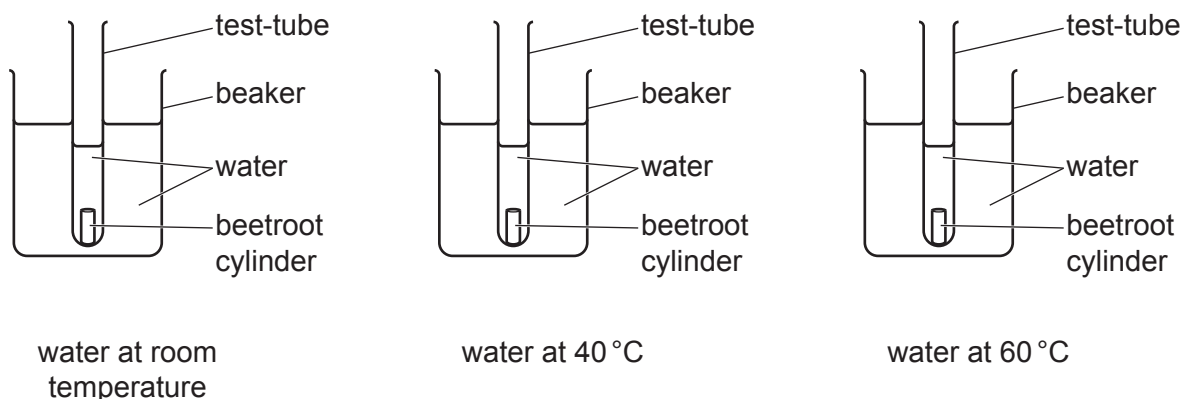 test-tube
beaker
water
beetroot
cylinder
water at room
temperature
test-tube
beaker
water
beetroot
cylinder
water at 40 °C
test-tube
beaker
water
beetroot
cylinder
water at 60 °C